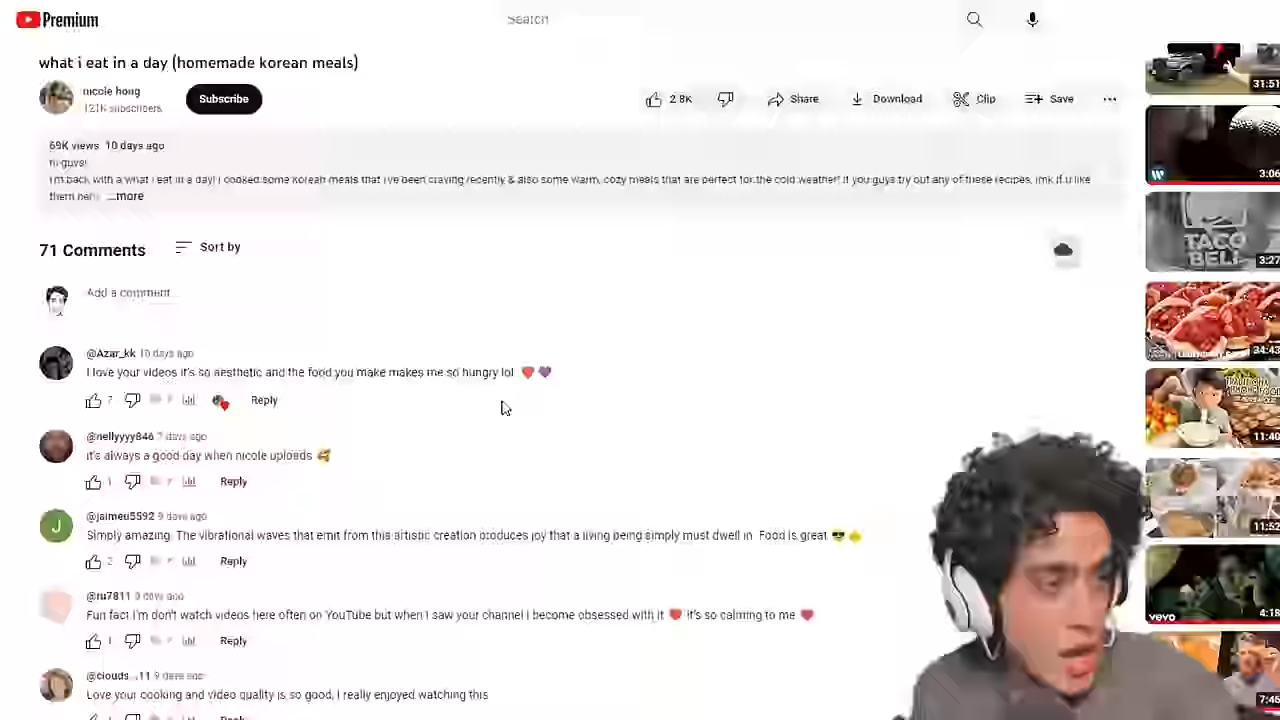 Premium
Search
what i eat in a day (homemade korean meals)
nicole hong
121K subscribers
Subscribe
2.8K
Share
Download
Clip
Save
69K views 10 days ago
hi guys!
i'm back with a what i eat in a day! i cooked some korean meals that i've been craving recently & also some warm, cozy meals that are perfect for the cold weather! if you guys try out any of these recipes, lmk if u like
them ...more
71 Comments
Sort by
Add a comment...
@Azar_kk 10 days ago
I love your videos it's so aesthetic and the food you make makes me so hungry lol ❤️ 💜
7
Reply
@nellyyyy846 7 days ago
it's always a good day when nicole uploads 🥰
1
Reply
@jaimeti5592 9 days ago
Simply amazing. The vibrational waves that emit from this artistic creation produces joy that a living being simply must dwell in. Food is great 😎
2
Reply
@ru7811 9 days ago
Fun fact I'm don't watch videos here often on YouTube but when I saw your channel I become obsessed with it ❤️ it's so calming to me ❤️
1
Reply
@clouds_.11 9 days ago
Love your cooking and video quality is so good, I really enjoyed watching this
J
31:51
W
3:06
TACO
BELL
3:27
34:43
11:40
11:52
vevo
4:18
7:45